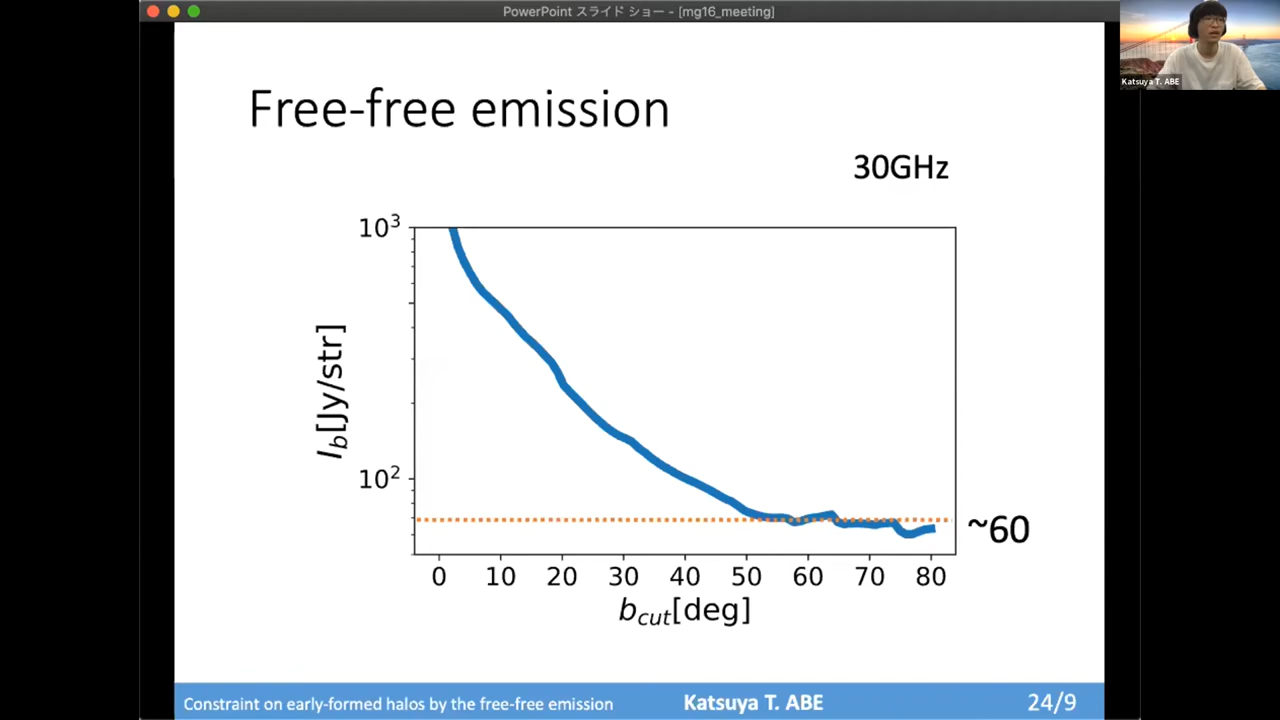 PowerPoint スライド ショー - [mg16_meeting]
Katsuya T. ABE
Free-free emission
30GHz
10³
10²
I_b[Jy/str]
~60
0 10 20 30 40 50 60 70 80
b_cut[deg]
Constraint on early-formed halos by the free-free emission
Katsuya T. ABE
24/9